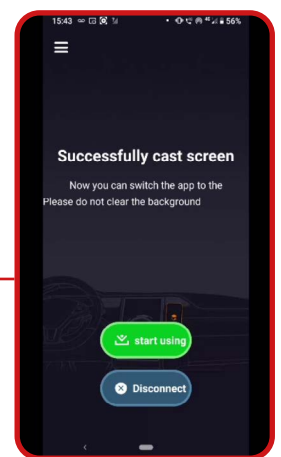 15:43
4G
56%
Successfully cast screen
Now you can switch the app to the
Please do not clear the background
start using
Disconnect